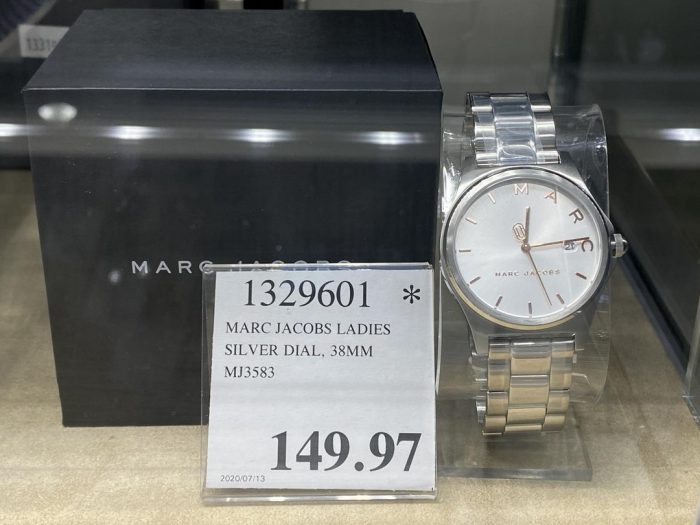 MARC JACOBS
1329601 *
MARC JACOBS LADIES
SILVER DIAL, 38MM
MJ3583
149.97
2020/07/13
MARC
MARC JACOBS